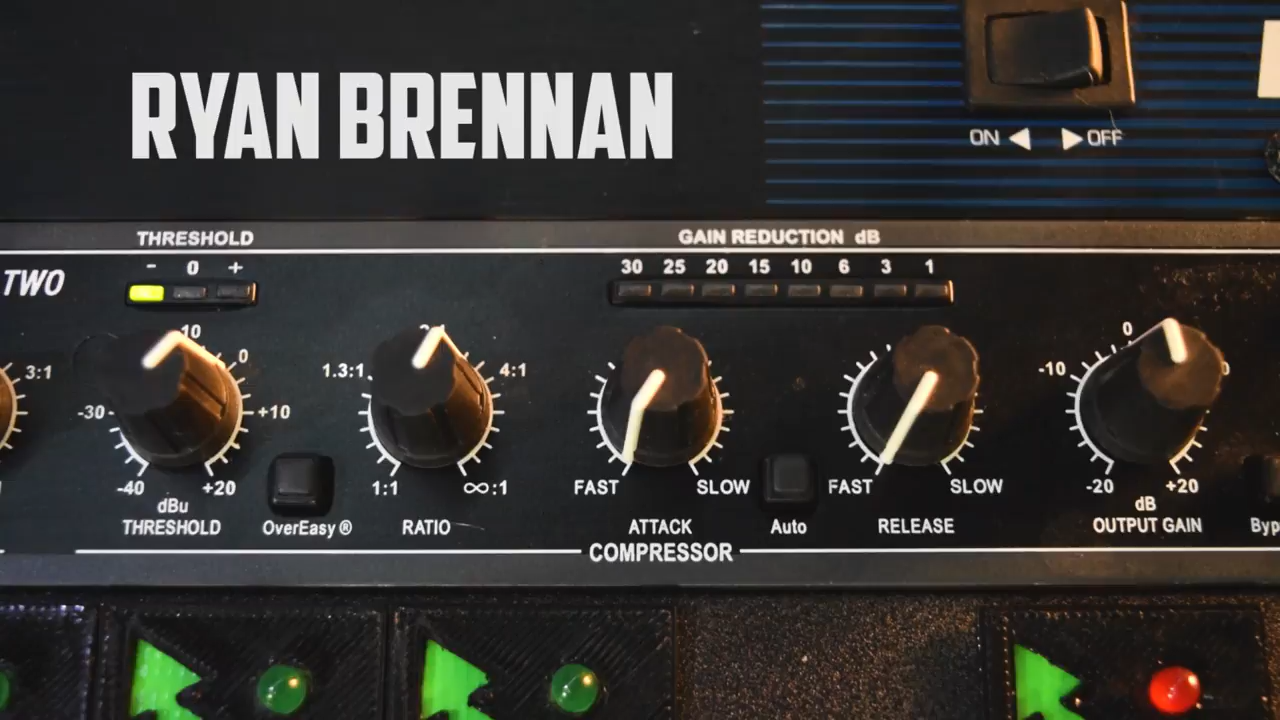 RYAN BRENNAN
ON ◀ ▶ OFF
THRESHOLD
GAIN REDUCTION dB
TWO
- 0 +
30 25 20 15 10 6 3 1
3:1
10
0
-30
+10
-40
+20
dBu
THRESHOLD
OverEasy®
1.3:1
4:1
1:1
∞:1
RATIO
FAST
SLOW
ATTACK
Auto
FAST
SLOW
RELEASE
0
-10
-20
+20
dB
OUTPUT GAIN
COMPRESSOR